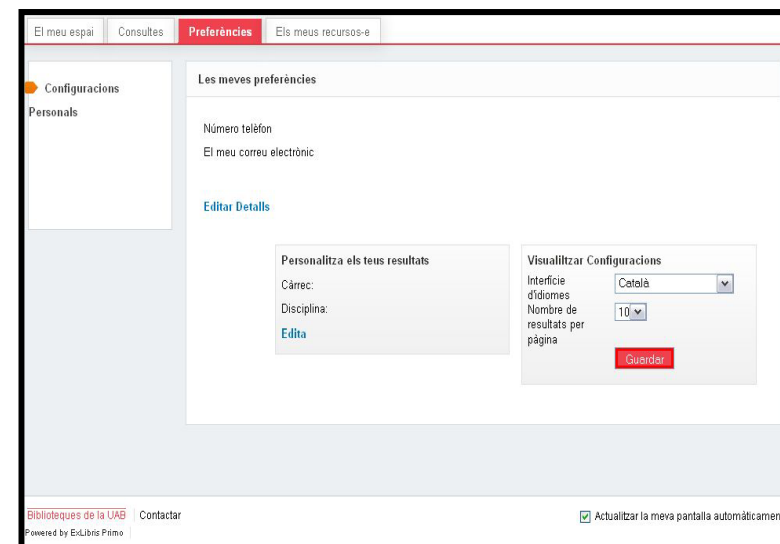 El meu espai
Consultes
Preferències
Els meus recursos-e
Configuracions
Personals
Les meves preferències
Número telèfon
El meu correu electrònic
Editar Detalls
Personalitza els teus resultats
Càrrec:
Disciplina:
Edita
Visualiltzar Configuracions
Interfície
d'idiomes
Català
Nombre de
resultats per
pàgina
10
Guardar
Biblioteques de la UAB
Contactar
Actualitzar la meva pantalla automàticamen
Powered by ExLibris Primo